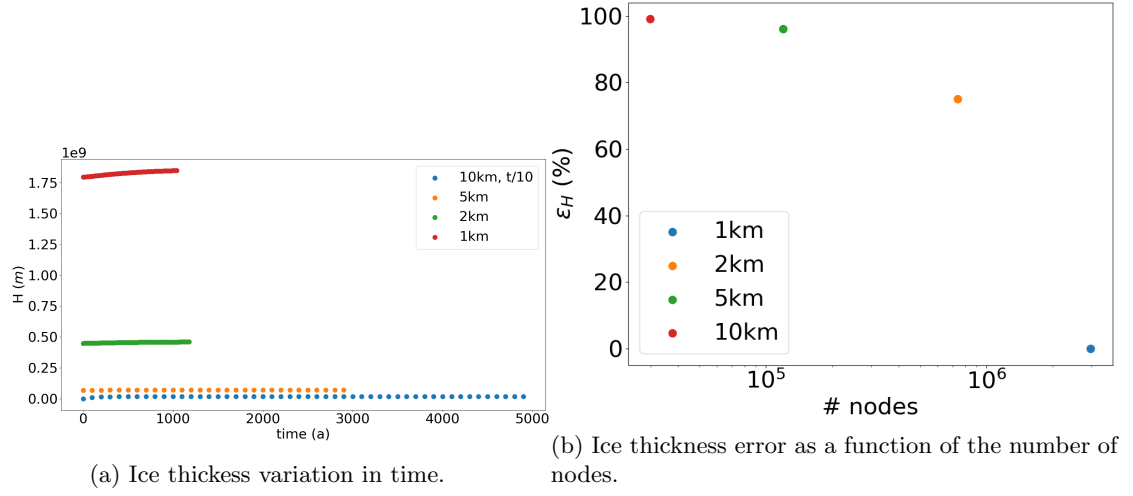 1e9
1.75
1.50
1.25
1.00
0.75
0.50
0.25
0.00
H (m)
0
1000
2000
3000
4000
5000
time (a)
10km, t/10
5km
2km
1km
(a) Ice thickess variation in time.
100
80
60
40
20
0
εH (%)
10^5
10^6
# nodes
1km
2km
5km
10km
(b) Ice thickness error as a function of the number of
nodes.